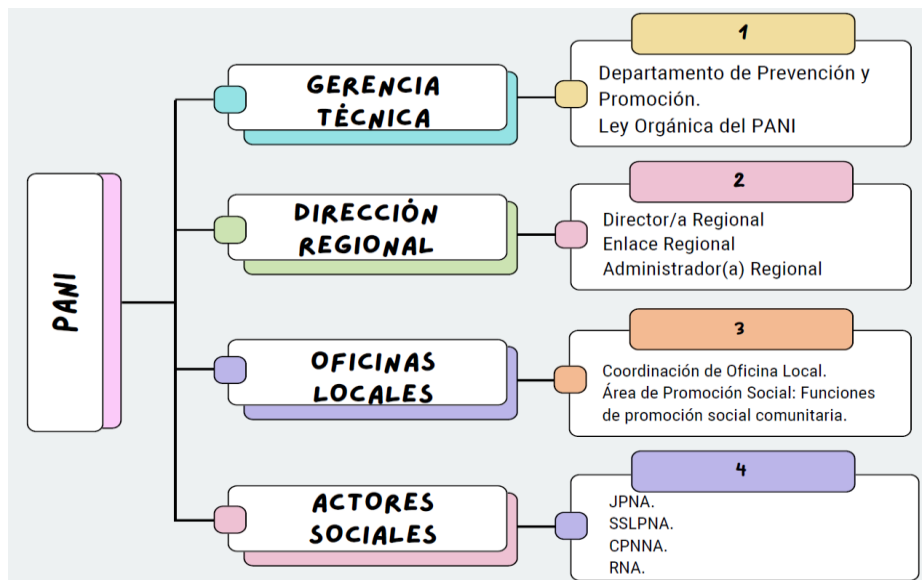 PANI
GERENCIA
TÉCNICA
1
Departamento de Prevención y
Promoción.
Ley Orgánica del PANI
DIRECCIÓN
REGIONAL
2
Director/a Regional
Enlace Regional
Administrador(a) Regional
OFICINAS
LOCALES
3
Coordinación de Oficina Local.
Área de Promoción Social: Funciones
de promoción social comunitaria.
ACTORES
SOCIALES
4
JPNA.
SSLPNA.
CPNNA.
RNA.